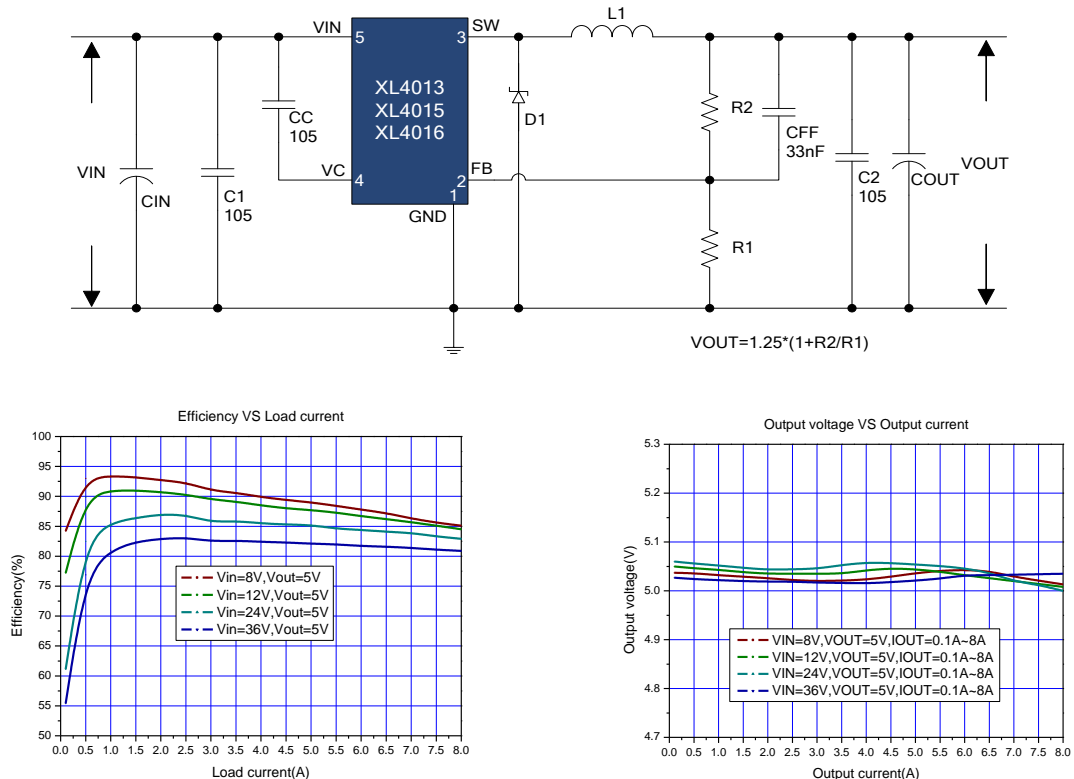 L1
VIN
5
3
SW
XL4013
XL4015
XL4016
CC
105
D1
R2
CFF
33nF
VIN
CIN
C1
105
VC
4
2
FB
1
GND
C2
105
COUT
VOUT
R1
VOUT=1.25*(1+R2/R1)
Efficiency VS Load current
100
95
90
85
80
75
70
65
60
55
50
Efficiency(%)
Vin=8V,Vout=5V
Vin=12V,Vout=5V
Vin=24V,Vout=5V
Vin=36V,Vout=5V
0.0 0.5 1.0 1.5 2.0 2.5 3.0 3.5 4.0 4.5 5.0 5.5 6.0 6.5 7.0 7.5 8.0
Load current(A)
Output voltage VS Output current
5.3
5.2
5.1
5.0
4.9
4.8
4.7
Output voltage(V)
VIN=8V,VOUT=5V,IOUT=0.1A~8A
VIN=12V,VOUT=5V,IOUT=0.1A~8A
VIN=24V,VOUT=5V,IOUT=0.1A~8A
VIN=36V,VOUT=5V,IOUT=0.1A~8A
0.0 0.5 1.0 1.5 2.0 2.5 3.0 3.5 4.0 4.5 5.0 5.5 6.0 6.5 7.0 7.5 8.0
Output current(A)